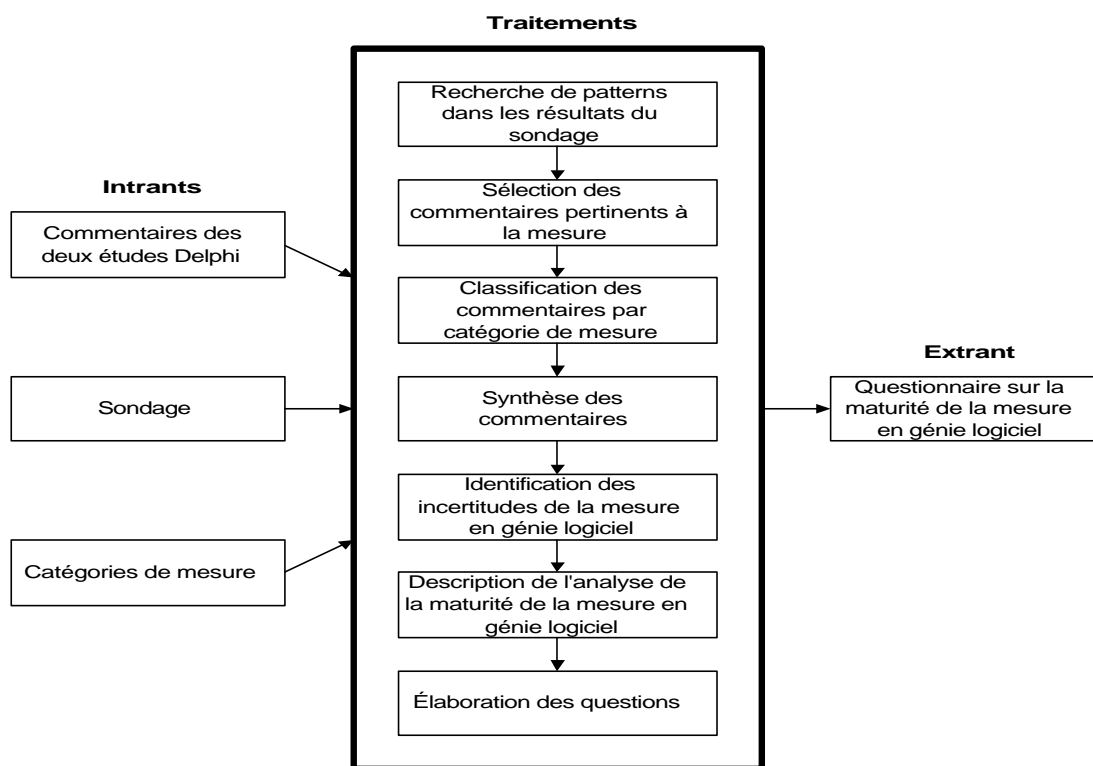 Traitements
Intrants
Commentaires des
deux études Delphi
Sondage
Catégories de mesure
Recherche de patterns
dans les résultats du
sondage
Sélection des
commentaires pertinents à
la mesure
Classification des
commentaires par
catégorie de mesure
Synthèse des
commentaires
Identification des
incertitudes de la mesure
en génie logiciel
Description de l'analyse de
la maturité de la mesure en
génie logiciel
Élaboration des questions
Extrant
Questionnaire sur la
maturité de la mesure
en génie logiciel